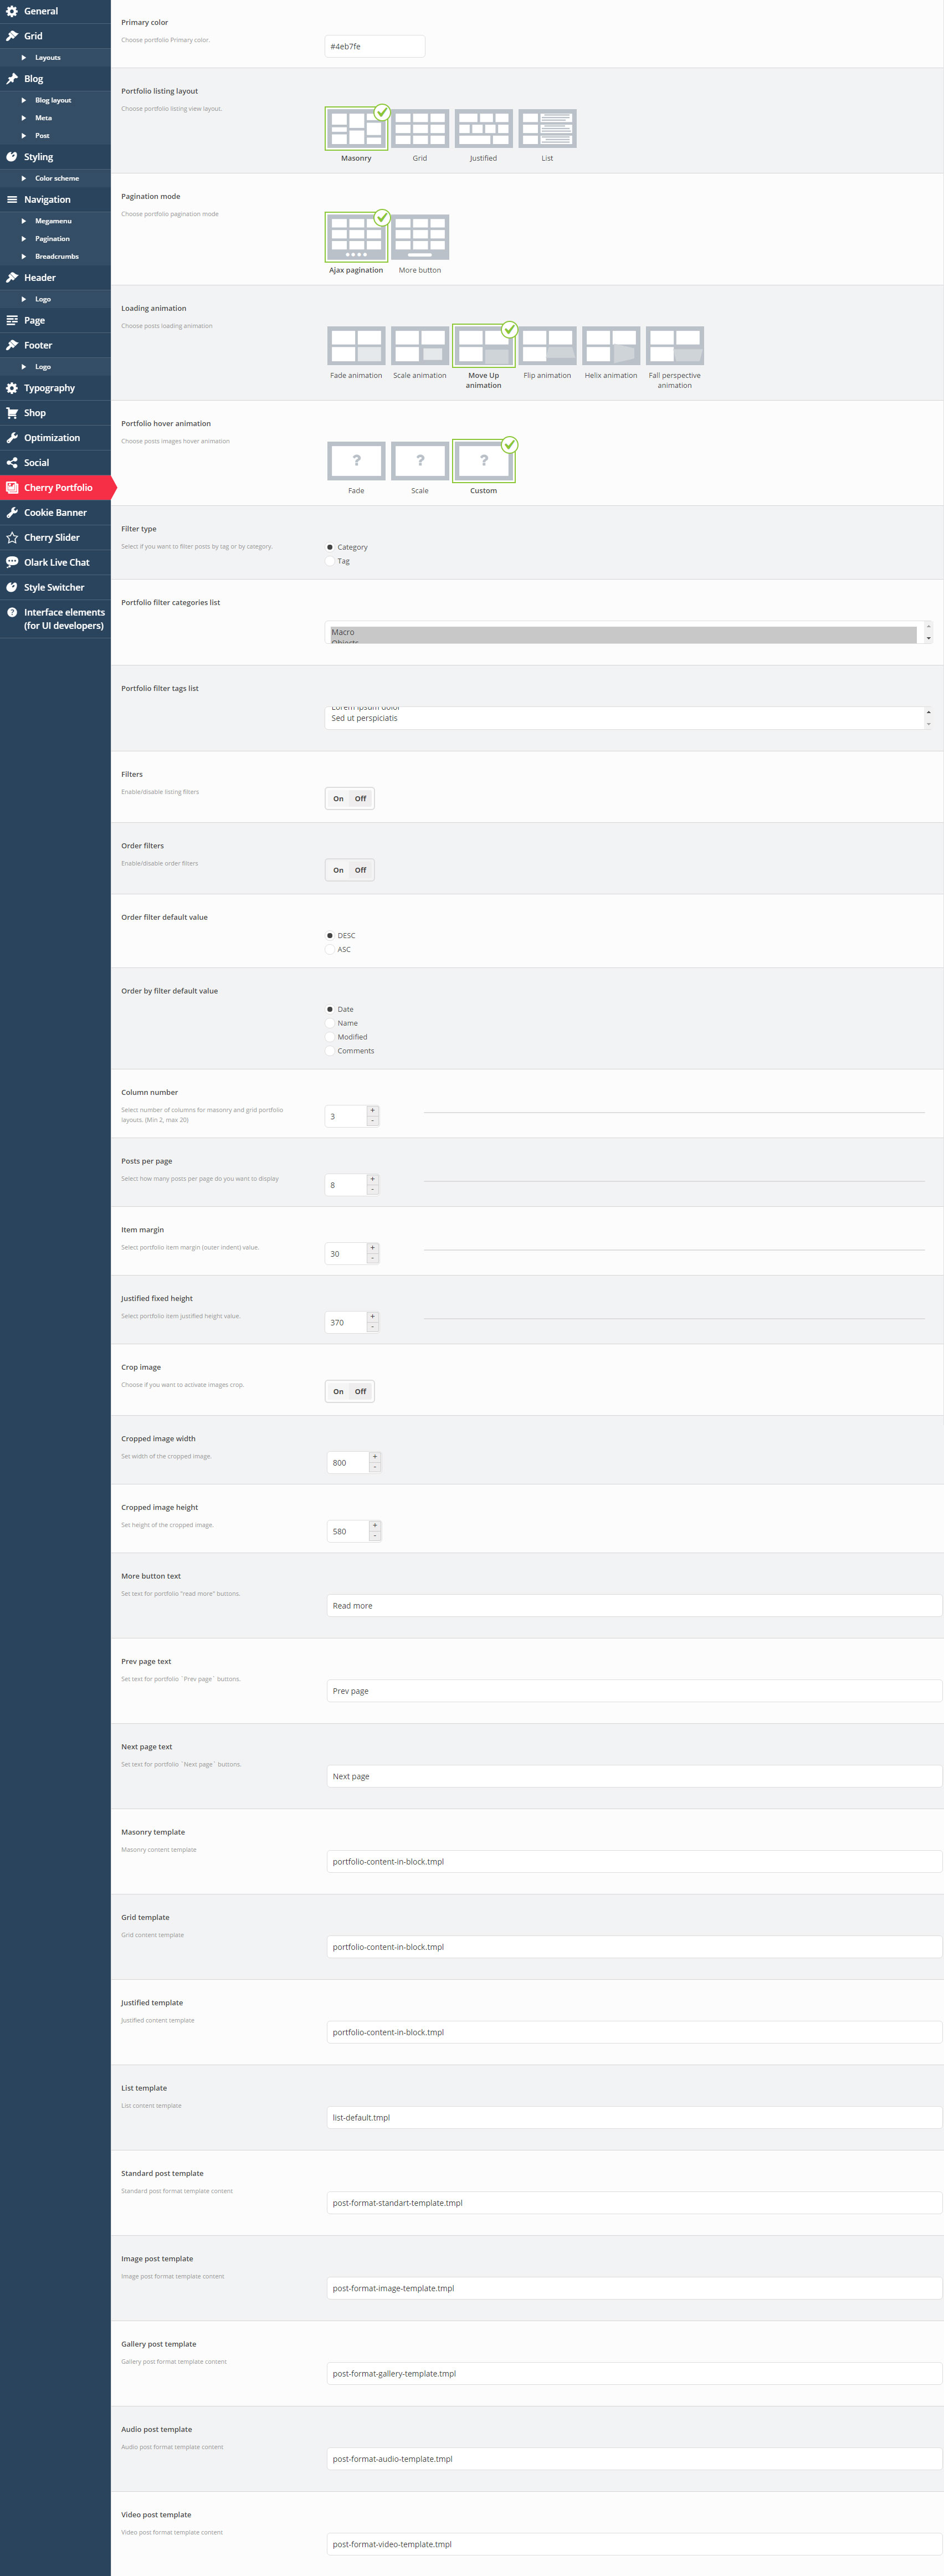 General
Grid
Layouts
Blog
Blog layout
Meta
Post
Styling
Color scheme
Navigation
Megamenu
Pagination
Breadcrumbs
Header
Logo
Page
Footer
Logo
Typography
Shop
Optimization
Social
Cherry Portfolio
Cookie Banner
Cherry Slider
Olark Live Chat
Style Switcher
Interface elements
(for UI developers)
Primary color
Choose portfolio Primary color.
#4eb7fe
Portfolio listing layout
Choose portfolio listing view layout.
Masonry
Grid
Justified
List
Pagination mode
Choose portfolio pagination mode
Ajax pagination
More button
Loading animation
Choose posts loading animation
Fade animation
Scale animation
Move Up
animation
Flip animation
Helix animation
Fall perspective
animation
Portfolio hover animation
Choose posts images hover animation
?
?
?
Fade
Scale
Custom
Filter type
Select if you want to filter posts by tag or by category.
Category
Tag
Portfolio filter categories list
Macro
Objects
Portfolio filter tags list
Lorem ipsum dolor
Sed ut perspiciatis
Filters
Enable/disable listing filters
On Off
Order filters
Enable/disable order filters
On Off
Order filter default value
DESC
ASC
Order by filter default value
Date
Name
Modified
Comments
Column number
Select number of columns for masonry and grid portfolio
layouts. (Min 2, max 20)
3
+
-
Posts per page
Select how many posts per page do you want to display
8
+
-
Item margin
Select portfolio item margin (outer indent) value.
30
+
-
Justified fixed height
Select portfolio item justified height value.
370
+
-
Crop image
Choose if you want to activate images crop.
On Off
Cropped image width
Set width of the cropped image.
800
+
-
Cropped image height
Set height of the cropped image.
580
+
-
More button text
Set text for portfolio "read more" buttons.
Read more
Prev page text
Set text for portfolio `Prev page` buttons.
Prev page
Next page text
Set text for portfolio `Next page` buttons.
Next page
Masonry template
Masonry content template
portfolio-content-in-block.tmpl
Grid template
Grid content template
portfolio-content-in-block.tmpl
Justified template
Justified content template
portfolio-content-in-block.tmpl
List template
List content template
list-default.tmpl
Standard post template
Standard post format template content
post-format-standart-template.tmpl
Image post template
Image post format template content
post-format-image-template.tmpl
Gallery post template
Gallery post format template content
post-format-gallery-template.tmpl
Audio post template
Audio post format template content
post-format-audio-template.tmpl
Video post template
Video post format template content
post-format-video-template.tmpl